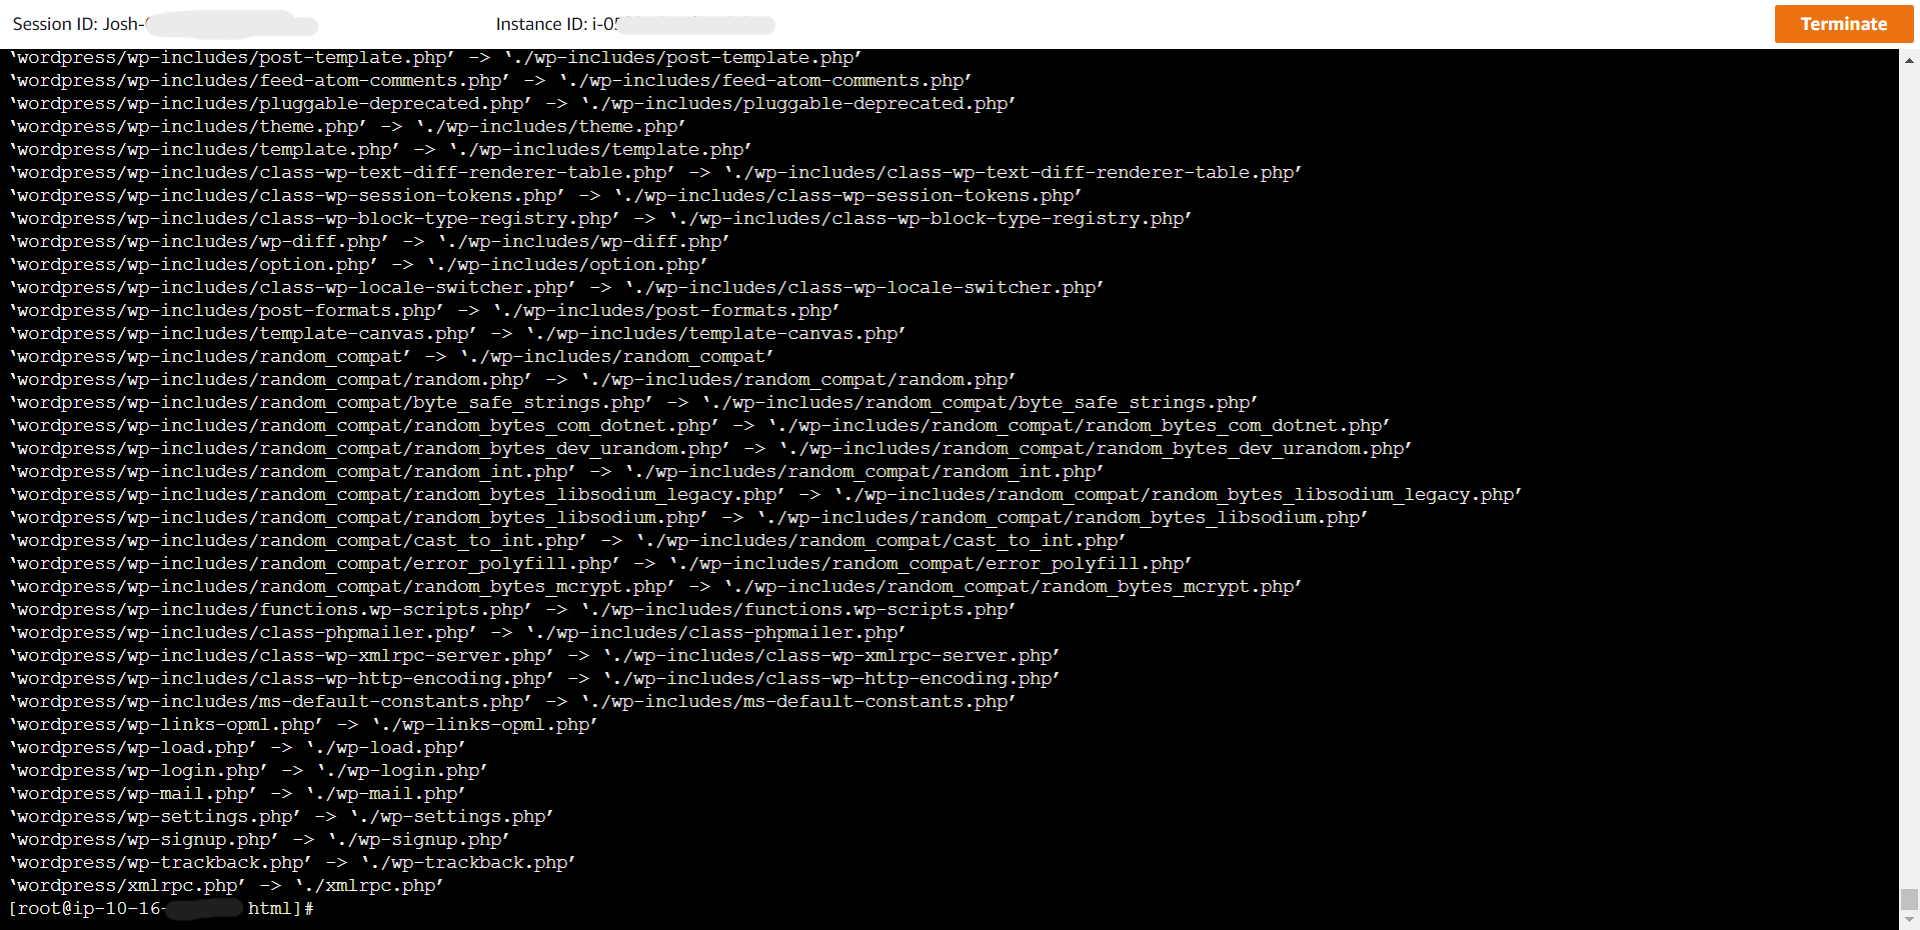 Session ID: Josh- Instance ID: i-05 Terminate
‘wordpress/wp-includes/post-template.php’ -> ‘./wp-includes/post-template.php’
‘wordpress/wp-includes/feed-atom-comments.php’ -> ‘./wp-includes/feed-atom-comments.php’
‘wordpress/wp-includes/pluggable-deprecated.php’ -> ‘./wp-includes/pluggable-deprecated.php’
‘wordpress/wp-includes/theme.php’ -> ‘./wp-includes/theme.php’
‘wordpress/wp-includes/template.php’ -> ‘./wp-includes/template.php’
‘wordpress/wp-includes/class-wp-text-diff-renderer-table.php’ -> ‘./wp-includes/class-wp-text-diff-renderer-table.php’
‘wordpress/wp-includes/class-wp-session-tokens.php’ -> ‘./wp-includes/class-wp-session-tokens.php’
‘wordpress/wp-includes/class-wp-block-type-registry.php’ -> ‘./wp-includes/class-wp-block-type-registry.php’
‘wordpress/wp-includes/wp-diff.php’ -> ‘./wp-includes/wp-diff.php’
‘wordpress/wp-includes/option.php’ -> ‘./wp-includes/option.php’
‘wordpress/wp-includes/class-wp-locale-switcher.php’ -> ‘./wp-includes/class-wp-locale-switcher.php’
‘wordpress/wp-includes/post-formats.php’ -> ‘./wp-includes/post-formats.php’
‘wordpress/wp-includes/template-canvas.php’ -> ‘./wp-includes/template-canvas.php’
‘wordpress/wp-includes/random_compat’ -> ‘./wp-includes/random_compat’
‘wordpress/wp-includes/random_compat/random.php’ -> ‘./wp-includes/random_compat/random.php’
‘wordpress/wp-includes/random_compat/byte_safe_strings.php’ -> ‘./wp-includes/random_compat/byte_safe_strings.php’
‘wordpress/wp-includes/random_compat/random_bytes_com_dotnet.php’ -> ‘./wp-includes/random_compat/random_bytes_com_dotnet.php’
‘wordpress/wp-includes/random_compat/random_bytes_dev_urandom.php’ -> ‘./wp-includes/random_compat/random_bytes_dev_urandom.php’
‘wordpress/wp-includes/random_compat/random_int.php’ -> ‘./wp-includes/random_compat/random_int.php’
‘wordpress/wp-includes/random_compat/random_bytes_libsodium_legacy.php’ -> ‘./wp-includes/random_compat/random_bytes_libsodium_legacy.php’
‘wordpress/wp-includes/random_compat/random_bytes_libsodium.php’ -> ‘./wp-includes/random_compat/random_bytes_libsodium.php’
‘wordpress/wp-includes/random_compat/cast_to_int.php’ -> ‘./wp-includes/random_compat/cast_to_int.php’
‘wordpress/wp-includes/random_compat/error_polyfill.php’ -> ‘./wp-includes/random_compat/error_polyfill.php’
‘wordpress/wp-includes/random_compat/random_bytes_mcrypt.php’ -> ‘./wp-includes/random_compat/random_bytes_mcrypt.php’
‘wordpress/wp-includes/functions.wp-scripts.php’ -> ‘./wp-includes/functions.wp-scripts.php’
‘wordpress/wp-includes/class-phpmailer.php’ -> ‘./wp-includes/class-phpmailer.php’
‘wordpress/wp-includes/class-wp-xmlrpc-server.php’ -> ‘./wp-includes/class-wp-xmlrpc-server.php’
‘wordpress/wp-includes/class-wp-http-encoding.php’ -> ‘./wp-includes/class-wp-http-encoding.php’
‘wordpress/wp-includes/ms-default-constants.php’ -> ‘./wp-includes/ms-default-constants.php’
‘wordpress/wp-links-opml.php’ -> ‘./wp-links-opml.php’
‘wordpress/wp-load.php’ -> ‘./wp-load.php’
‘wordpress/wp-login.php’ -> ‘./wp-login.php’
‘wordpress/wp-mail.php’ -> ‘./wp-mail.php’
‘wordpress/wp-settings.php’ -> ‘./wp-settings.php’
‘wordpress/wp-signup.php’ -> ‘./wp-signup.php’
‘wordpress/wp-trackback.php’ -> ‘./wp-trackback.php’
‘wordpress/xmlrpc.php’ -> ‘./xmlrpc.php’
[root@ip-10-16- html]#